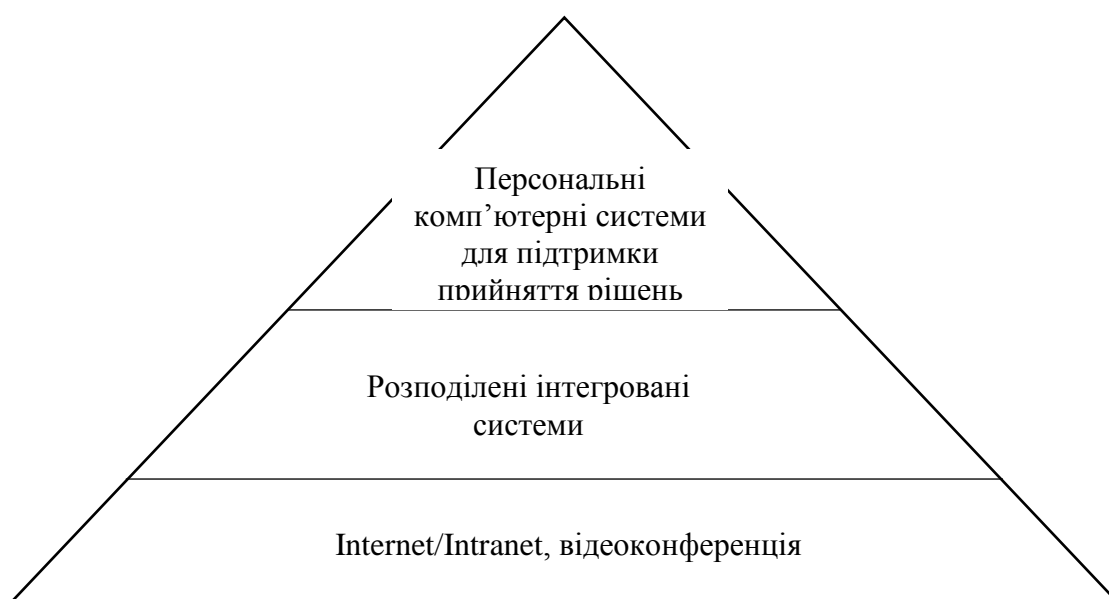 Персональні
комп’ютерні системи
для підтримки
прийняття рішень
Розподілені інтегровані
системи
Internet/Intranet, відеоконференція